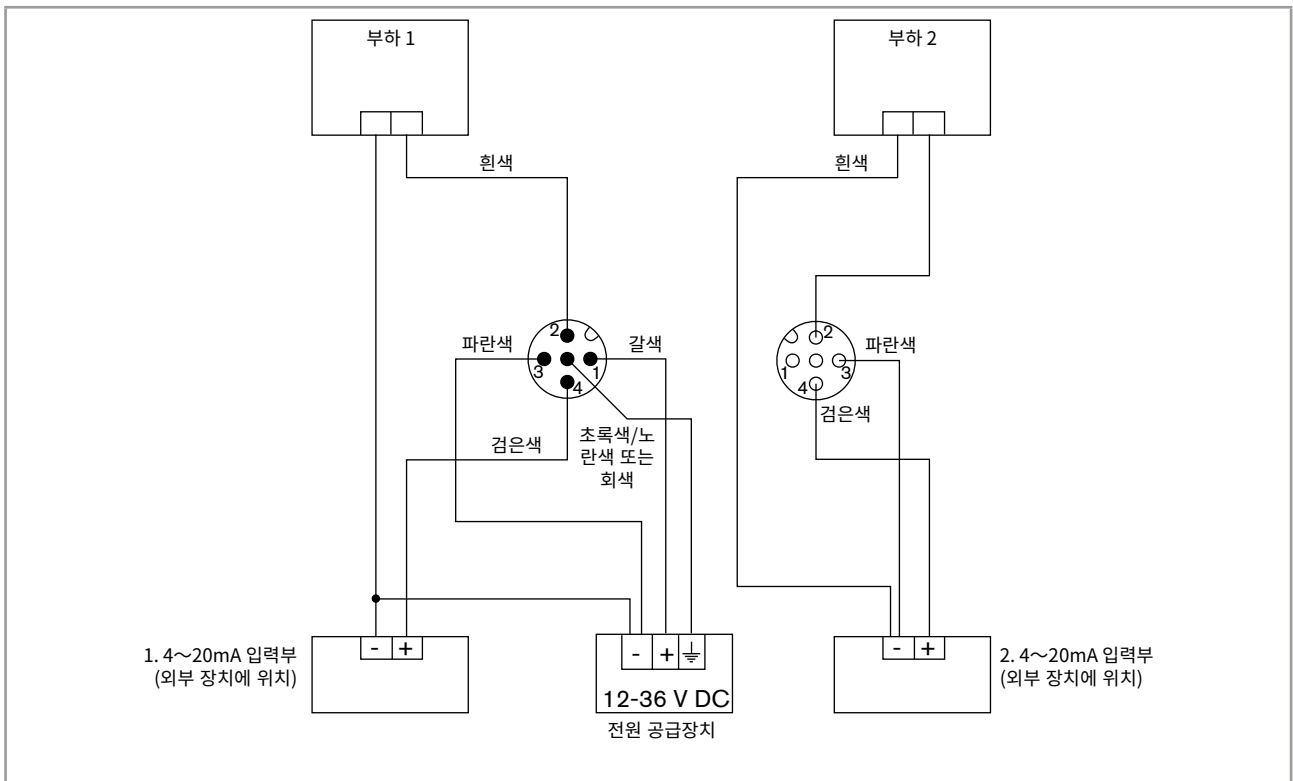 부하 1
부하 2
흰색
흰색
2
2
파란색
갈색
파란색
3
1
1
3
4
4
검은색
검은색
초록색/노
란색 또는
회색
1. 4～20mA 입력부
(외부 장치에 위치)
- +
- +
12-36 V DC
전원 공급장치
- +
2. 4～20mA 입력부
(외부 장치에 위치)